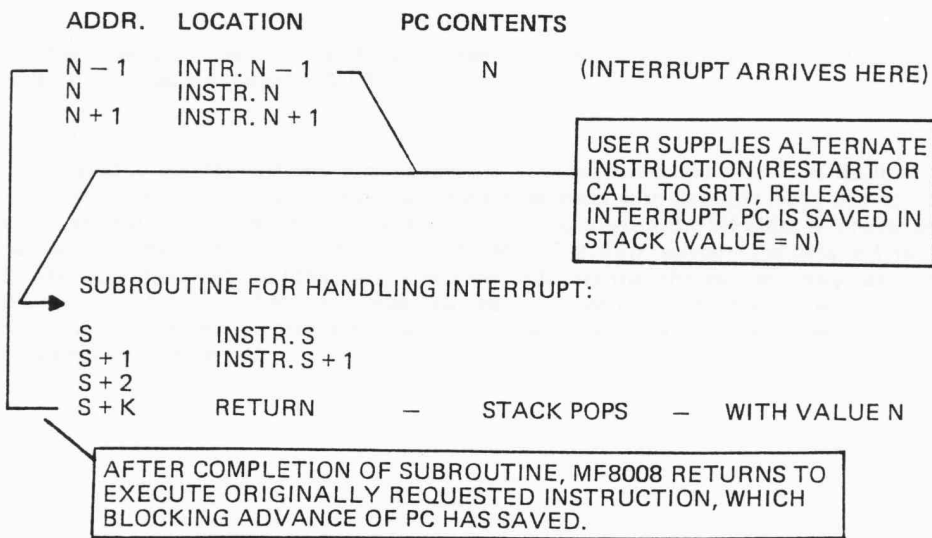 ADDR. LOCATION PC CONTENTS
N – 1 INTR. N – 1 N (INTERRUPT ARRIVES HERE)
N INSTR. N
N + 1 INSTR. N + 1
USER SUPPLIES ALTERNATE
INSTRUCTION(RESTART OR
CALL TO SRT), RELEASES
INTERRUPT, PC IS SAVED IN
STACK (VALUE = N)
SUBROUTINE FOR HANDLING INTERRUPT:
S INSTR. S
S + 1 INSTR. S + 1
S + 2
S + K RETURN – STACK POPS – WITH VALUE N
AFTER COMPLETION OF SUBROUTINE, MF8008 RETURNS TO
EXECUTE ORIGINALLY REQUESTED INSTRUCTION, WHICH
BLOCKING ADVANCE OF PC HAS SAVED.